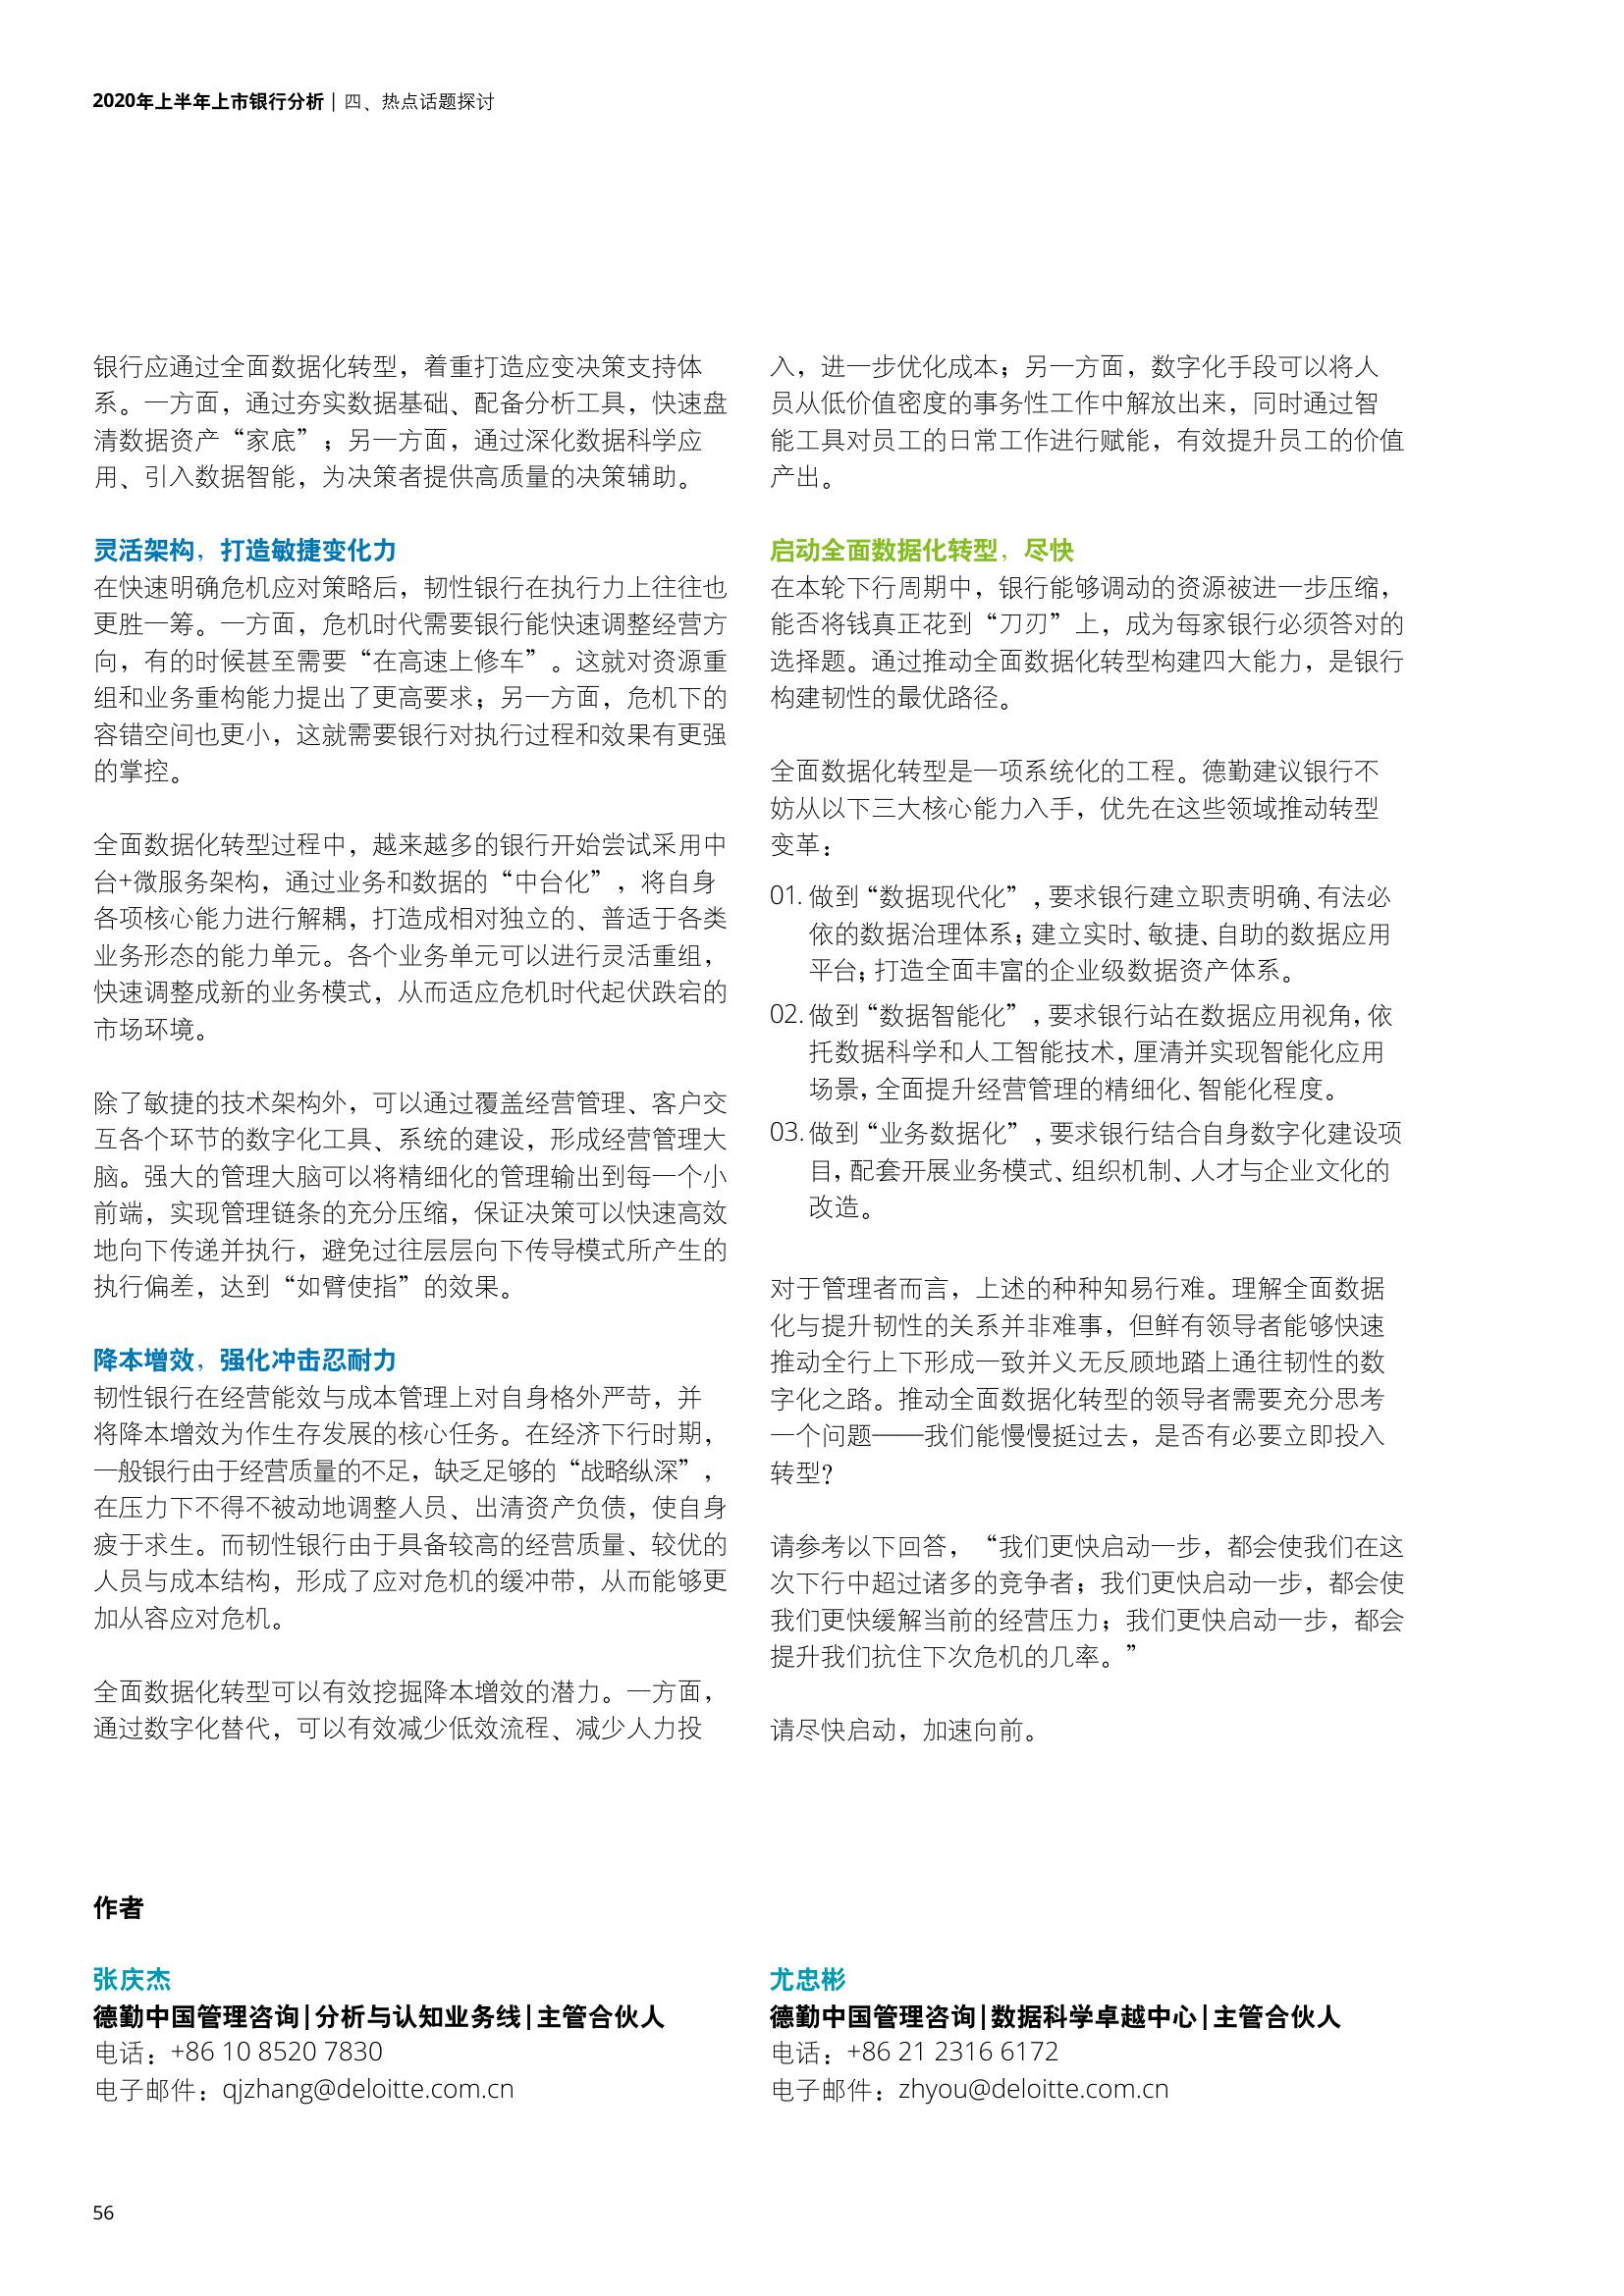 2020年上半年上市银行分析 | 四、热点话题探讨
银行应通过全面数据化转型，着重打造应变决策支持体
系。一方面，通过夯实数据基础、配备分析工具，快速盘
清数据资产“家底”；另一方面，通过深化数据科学应
用、引入数据智能，为决策者提供高质量的决策辅助。
灵活架构，打造敏捷变化力
在快速明确危机应对策略后，韧性银行在执行力上往往也
更胜一筹。一方面，危机时代需要银行能快速调整经营方
向，有的时候甚至需要“在高速上修车”。这就对资源重
组和业务重构能力提出了更高要求；另一方面，危机下的
容错空间也更小，这就需要银行对执行过程和效果有更强
的掌控。
全面数据化转型过程中，越来越多的银行开始尝试采用中
台+微服务架构，通过业务和数据的“中台化”，将自身
各项核心能力进行解耦，打造成相对独立的、普适于各类
业务形态的能力单元。各个业务单元可以进行灵活重组，
快速调整成新的业务模式，从而适应危机时代起伏跌宕的
市场环境。
除了敏捷的技术架构外，可以通过覆盖经营管理、客户交
互各个环节的数字化工具、系统的建设，形成经营管理大
脑。强大的管理大脑可以将精细化的管理输出到每一个小
前端，实现管理链条的充分压缩，保证决策可以快速高效
地向下传递并执行，避免过往层层向下传导模式所产生的
执行偏差，达到“如臂使指”的效果。
降本增效，强化冲击忍耐力
韧性银行在经营能效与成本管理上对自身格外严苛，并
将降本增效为作生存发展的核心任务。在经济下行时期，
一般银行由于经营质量的不足，缺乏足够的“战略纵深”，
在压力下不得不被动地调整人员、出清资产负债，使自身
疲于求生。而韧性银行由于具备较高的经营质量、较优的
人员与成本结构，形成了应对危机的缓冲带，从而能够更
加从容应对危机。
全面数据化转型可以有效挖掘降本增效的潜力。一方面，
通过数字化替代，可以有效减少低效流程、减少人力投
入，进一步优化成本；另一方面，数字化手段可以将人
员从低价值密度的事务性工作中解放出来，同时通过智
能工具对员工的日常工作进行赋能，有效提升员工的价值
产出。
启动全面数据化转型，尽快
在本轮下行周期中，银行能够调动的资源被进一步压缩，
能否将钱真正花到“刀刃”上，成为每家银行必须答对的
选择题。通过推动全面数据化转型构建四大能力，是银行
构建韧性的最优路径。
全面数据化转型是一项系统化的工程。德勤建议银行不
妨从以下三大核心能力入手，优先在这些领域推动转型
变革：
01. 做到“数据现代化”，要求银行建立职责明确、有法必
依的数据治理体系；建立实时、敏捷、自助的数据应用
平台；打造全面丰富的企业级数据资产体系。
02. 做到“数据智能化”，要求银行站在数据应用视角，依
托数据科学和人工智能技术，厘清并实现智能化应用
场景，全面提升经营管理的精细化、智能化程度。
03. 做到“业务数据化”，要求银行结合自身数字化建设项
目，配套开展业务模式、组织机制、人才与企业文化的
改造。
对于管理者而言，上述的种种知易行难。理解全面数据
化与提升韧性的关系并非难事，但鲜有领导者能够快速
推动全行上下形成一致并义无反顾地踏上通往韧性的数
字化之路。推动全面数据化转型的领导者需要充分思考
一个问题——我们能慢慢挺过去，是否有必要立即投入
转型？
请参考以下回答，“我们更快启动一步，都会使我们在这
次下行中超过诸多的竞争者；我们更快启动一步，都会使
我们更快缓解当前的经营压力；我们更快启动一步，都会
提升我们抗住下次危机的几率。”
请尽快启动，加速向前。
作者
张庆杰
德勤中国管理咨询|分析与认知业务线|主管合伙人
电话：+86 10 8520 7830
电子邮件：qjzhang@deloitte.com.cn
尤忠彬
德勤中国管理咨询|数据科学卓越中心|主管合伙人
电话：+86 21 2316 6172
电子邮件：zhyou@deloitte.com.cn
56